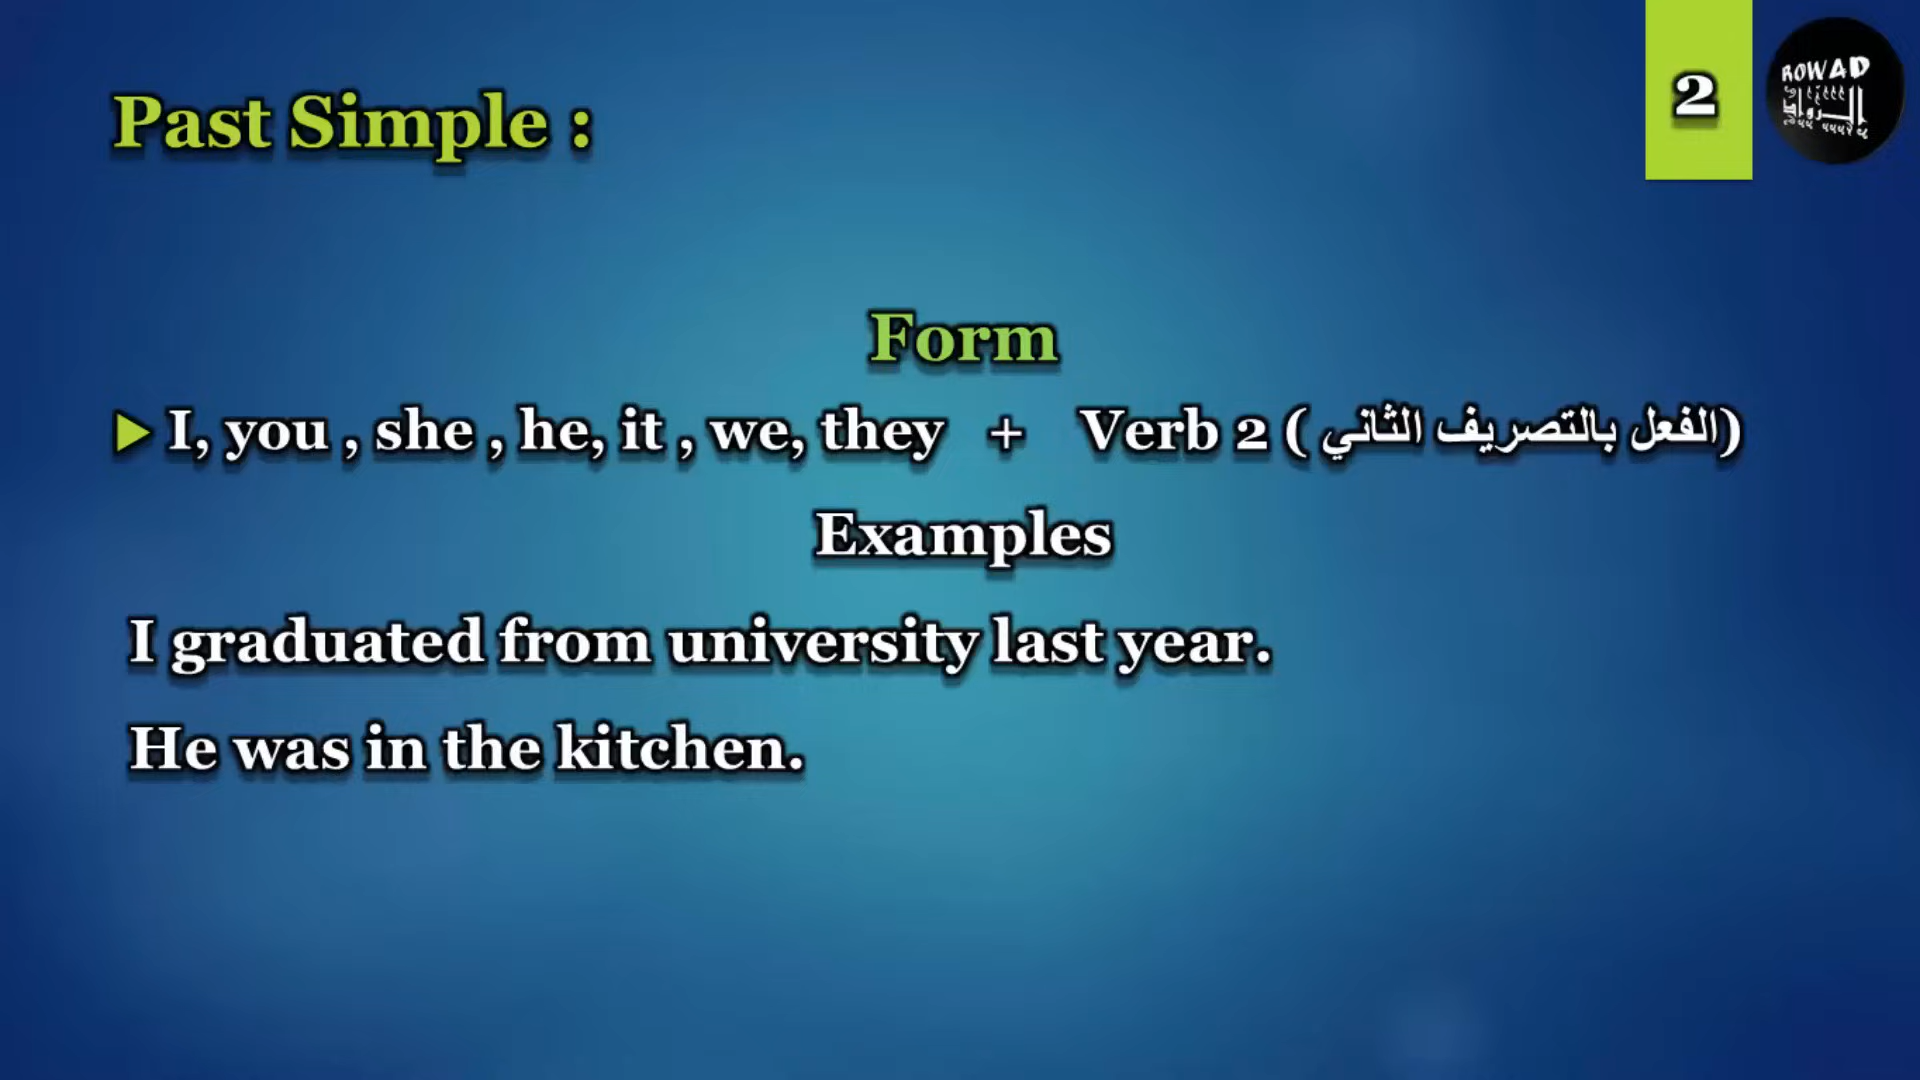 Past Simple :
2
ROWAD
الرواد
Form
I, you , she , he, it , we, they + Verb 2 ( الفعل بالتصريف الثاني)
Examples
I graduated from university last year.
He was in the kitchen.